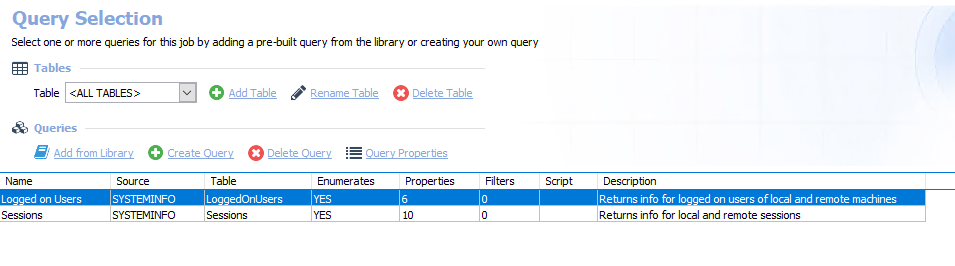 Query Selection
Select one or more queries for this job by adding a pre-built query from the library or creating your own query
Tables
Table <ALL TABLES> Add Table Rename Table Delete Table
Queries
Add from Library Create Query Delete Query Query Properties
Name Source Table Enumerates Properties Filters Script Description
Logged on Users SYSTEMINFO LoggedOnUsers YES 6 0 Returns info for logged on users of local and remote machines
Sessions SYSTEMINFO Sessions YES 10 0 Returns info for local and remote sessions